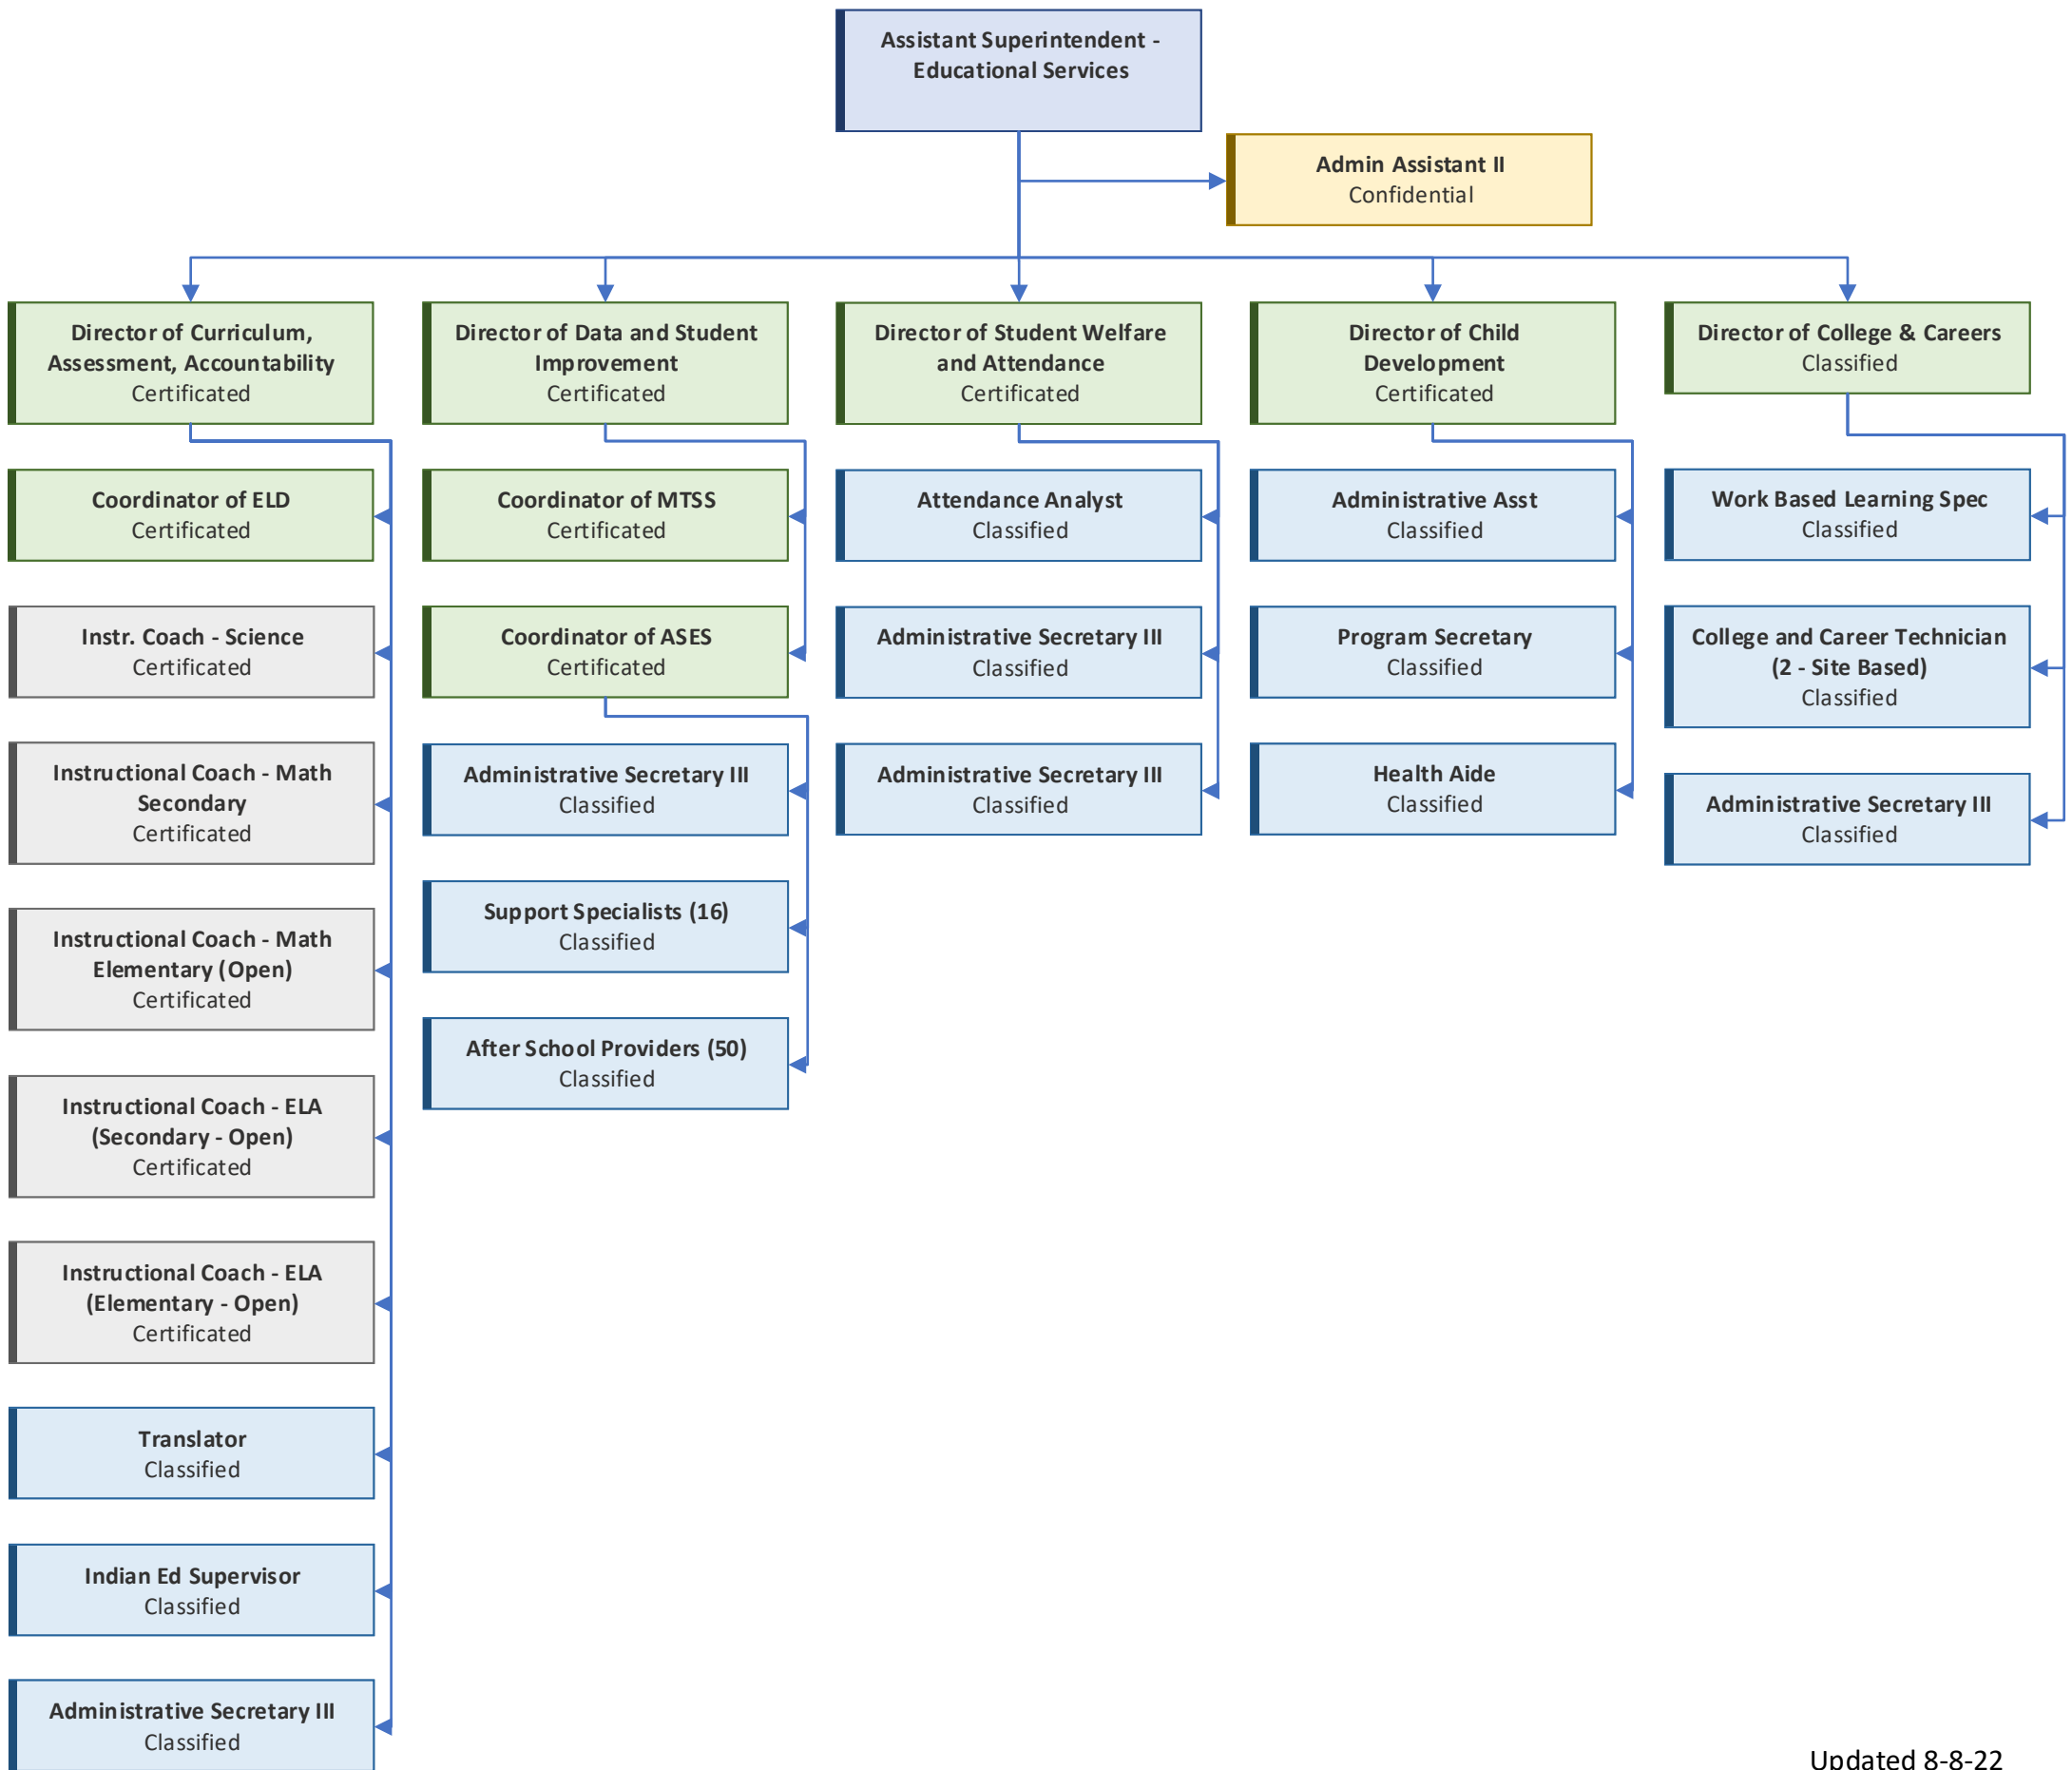 Assistant Superintendent -
Educational Services
Admin Assistant II
Confidential
Director of Curriculum,
Assessment, Accountability
Certificated
Coordinator of ELD
Certificated
Instr. Coach - Science
Certificated
Instructional Coach - Math
Secondary
Certificated
Instructional Coach - Math
Elementary (Open)
Certificated
Instructional Coach - ELA
(Secondary - Open)
Certificated
Instructional Coach - ELA
(Elementary - Open)
Certificated
Translator
Classified
Indian Ed Supervisor
Classified
Administrative Secretary III
Classified
Director of Data and Student
Improvement
Certificated
Coordinator of MTSS
Certificated
Coordinator of ASES
Certificated
Administrative Secretary III
Classified
Support Specialists (16)
Classified
After School Providers (50)
Classified
Director of Student Welfare
and Attendance
Certificated
Attendance Analyst
Classified
Administrative Secretary III
Classified
Administrative Secretary III
Classified
Director of Child
Development
Certificated
Administrative Asst
Classified
Program Secretary
Classified
Health Aide
Classified
Director of College & Careers
Classified
Work Based Learning Spec
Classified
College and Career Technician
(2 - Site Based)
Classified
Administrative Secretary III
Classified
Updated 8-8-22